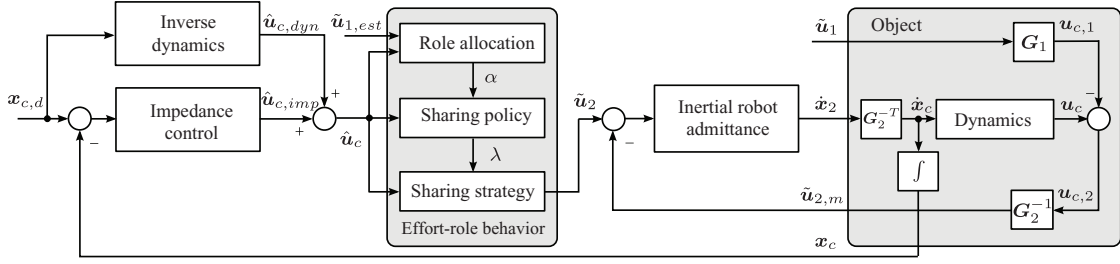 Inverse
dynamics
x_{c,d}
Impedance
control
−
û_{c,dyn}
û_{c,imp}
+
+
û_c
ũ_{1,est}
Role allocation
α
Sharing policy
λ
Sharing strategy
Effort-role behavior
ũ_2
−
Inertial robot
admittance
ẋ_2
ũ_1
Object
G_1
u_{c,1}
−
G_2^{-T}
ẋ_c
Dynamics
u_c
∫
ũ_{2,m}
G_2^{-1}
u_{c,2}
x_c